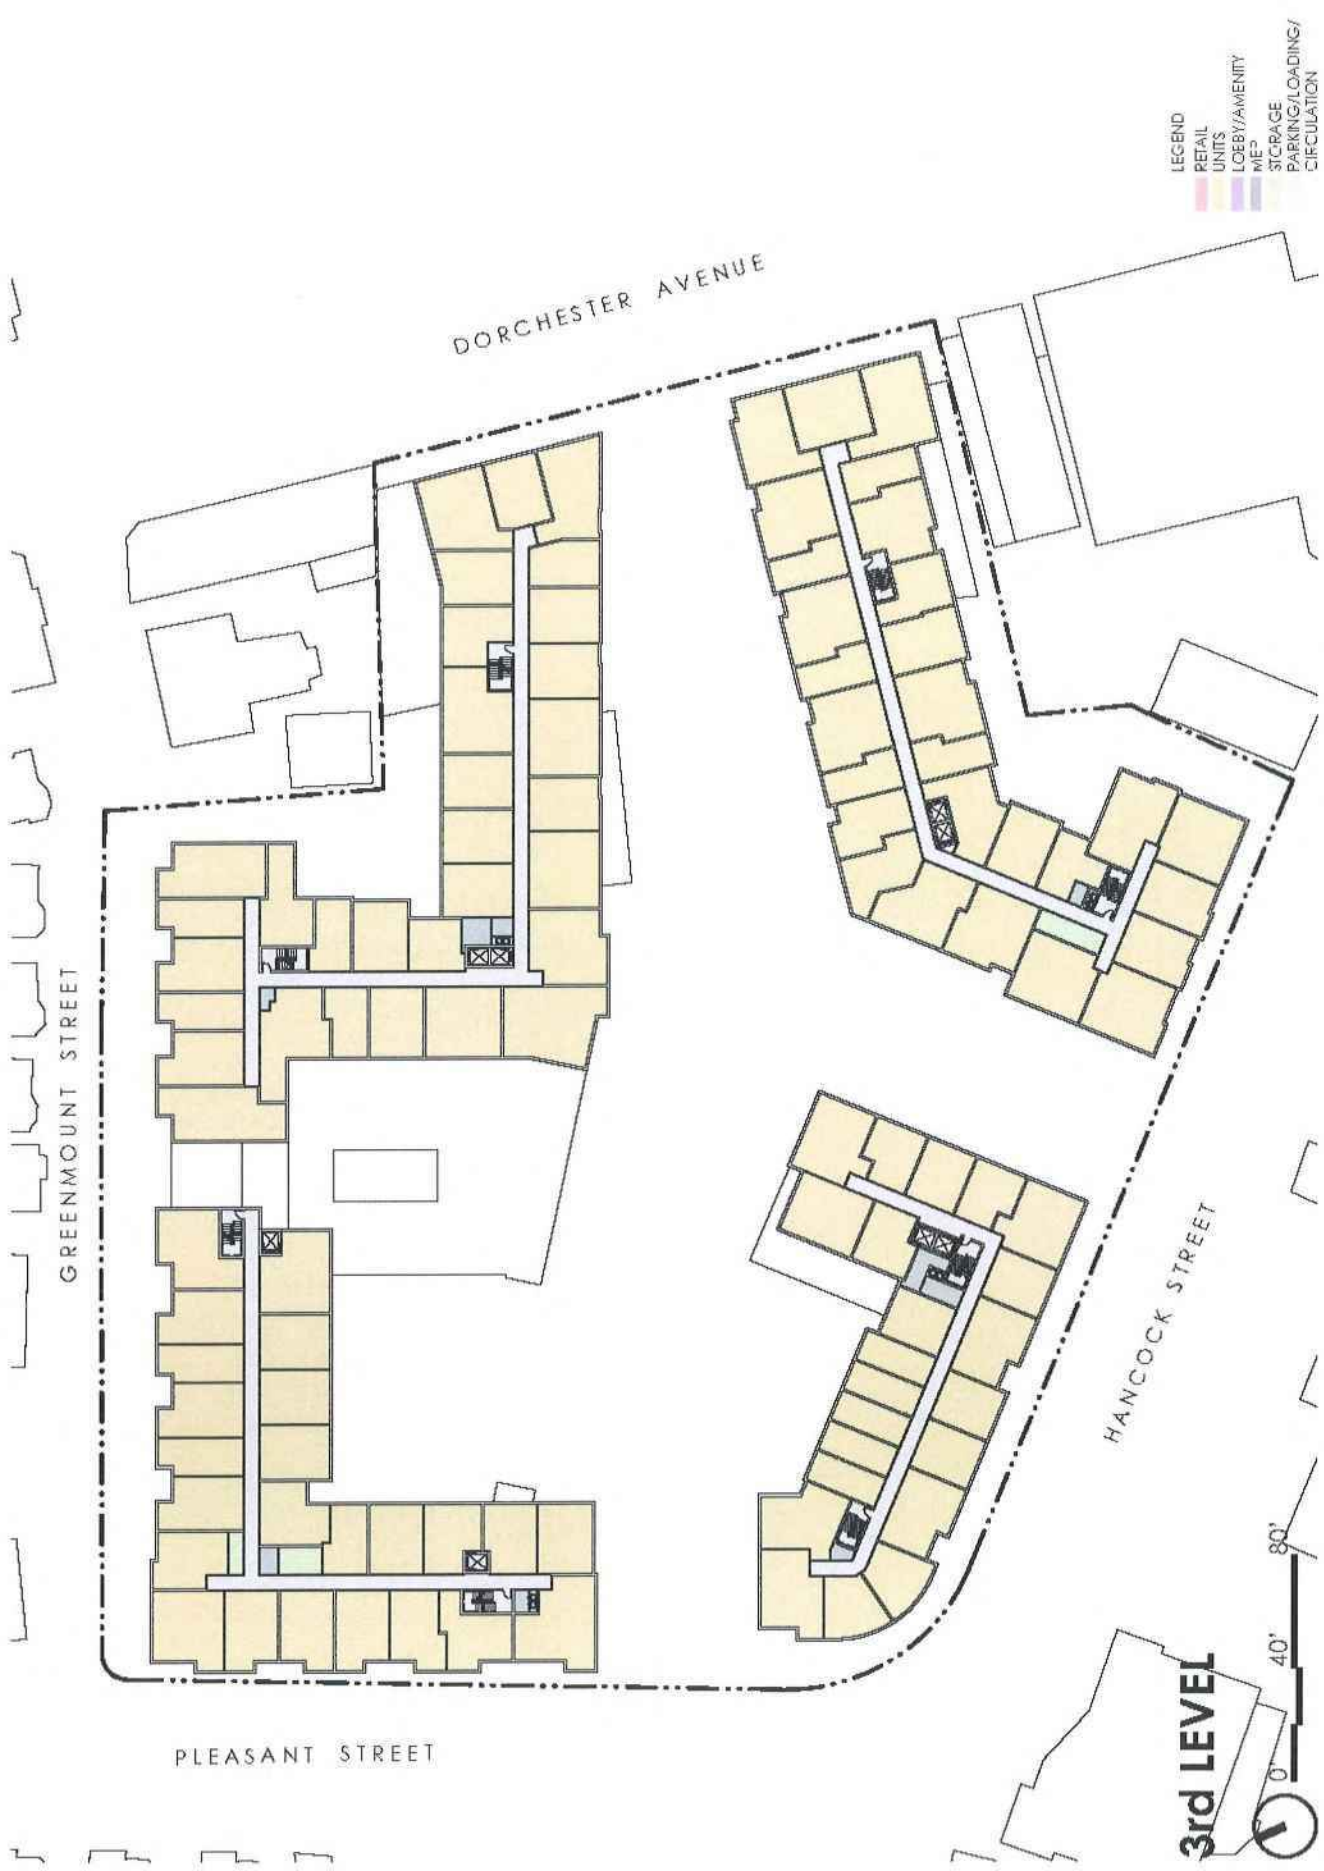 LEGEND
RETAIL
UNITS
LOBBY/AMENITY
MEP
STORAGE
PARKING/LOADING/
CIRCULATION
DORCHESTER AVENUE
GREENMOUNT STREET
HANCOCK STREET
PLEASANT STREET
3rd LEVEL
0' 40' 80'